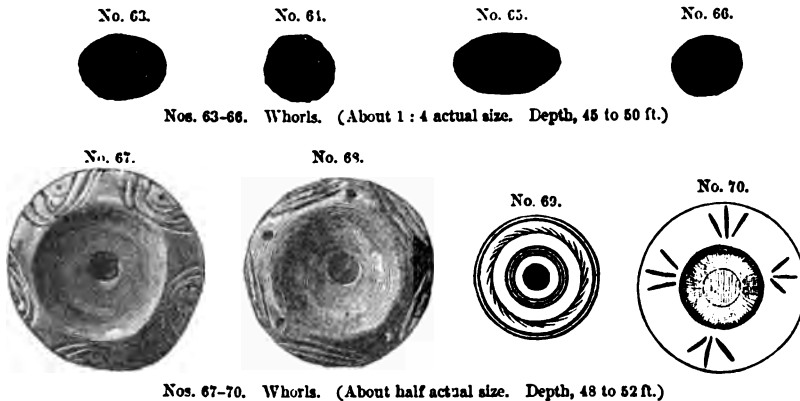 No. 63. No. 64. No. 65. No. 66.
Nos. 63-66. Whorls. (About 1 : 4 actual size. Depth, 45 to 50 ft.)
No. 67. No. 68. No. 69. No. 70.
Nos. 67-70. Whorls. (About half actual size. Depth, 48 to 52 ft.)